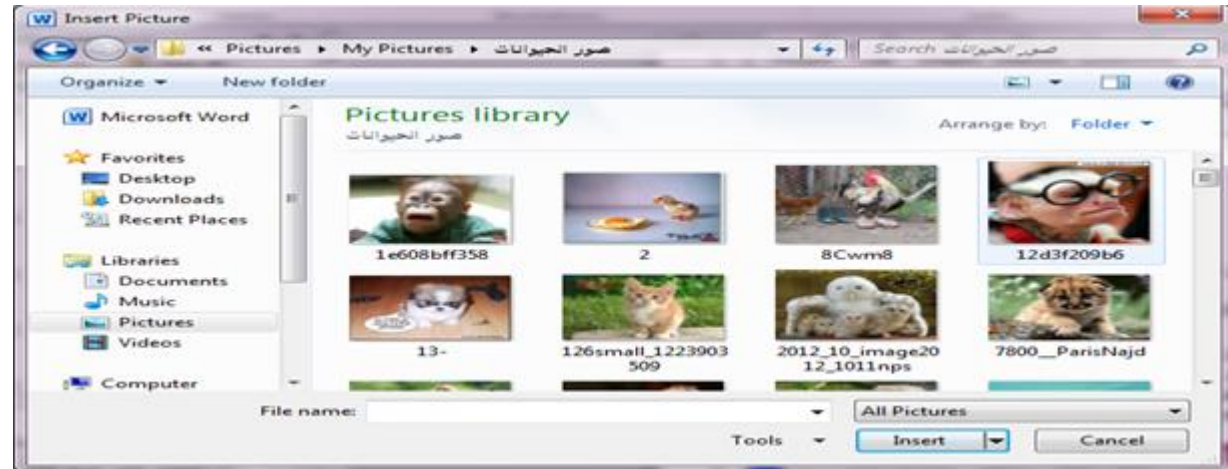 Insert Picture
« Pictures ▸ My Pictures ▸ صور الحيوانات
Search صور الحيوانات
Organize
New folder
Microsoft Word
Favorites
Desktop
Downloads
Recent Places
Libraries
Documents
Music
Pictures
Videos
Computer
Pictures library
صور الحيوانات
Arrange by: Folder
1e608bff358
2
8Cwm8
12d3f209b6
13-
126small_1223903
509
2012_10_image20
12_1011nps
7800__ParisNajd
File name:
All Pictures
Tools
Insert
Cancel